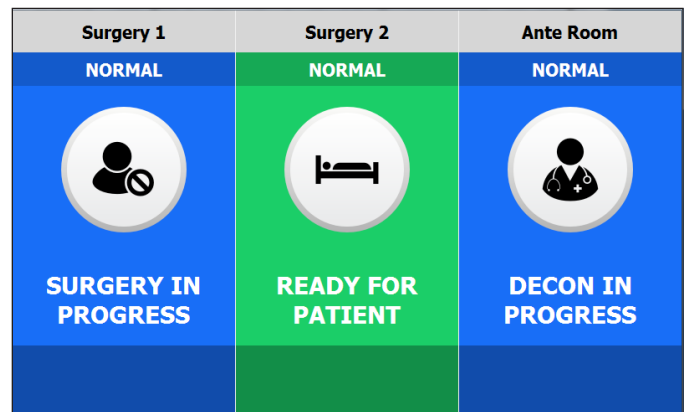 Surgery 1
NORMAL
SURGERY IN
PROGRESS
Surgery 2
NORMAL
READY FOR
PATIENT
Ante Room
NORMAL
DECON IN
PROGRESS